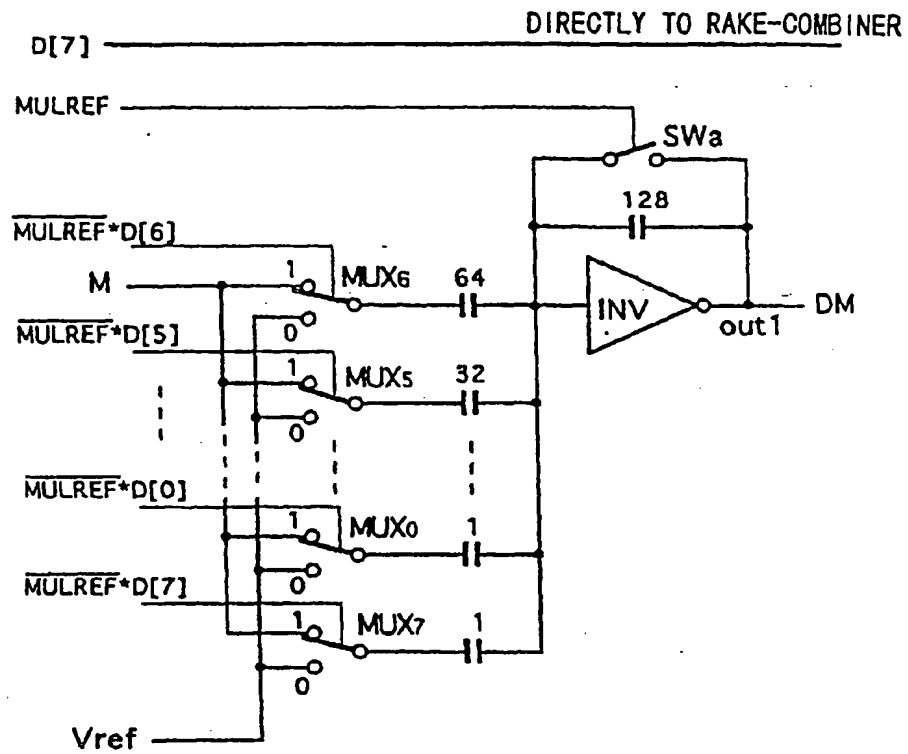 DIRECTLY TO RAKE-COMBINER
D[7]
MULREF
SWa
128
MULREF*D[6]
M
1
MUX6
64
0
INV
out1
DM
MULREF*D[5]
1
MUX5
32
0
MULREF*D[0]
1
MUX0
1
0
MULREF*D[7]
1
MUX7
1
0
Vref